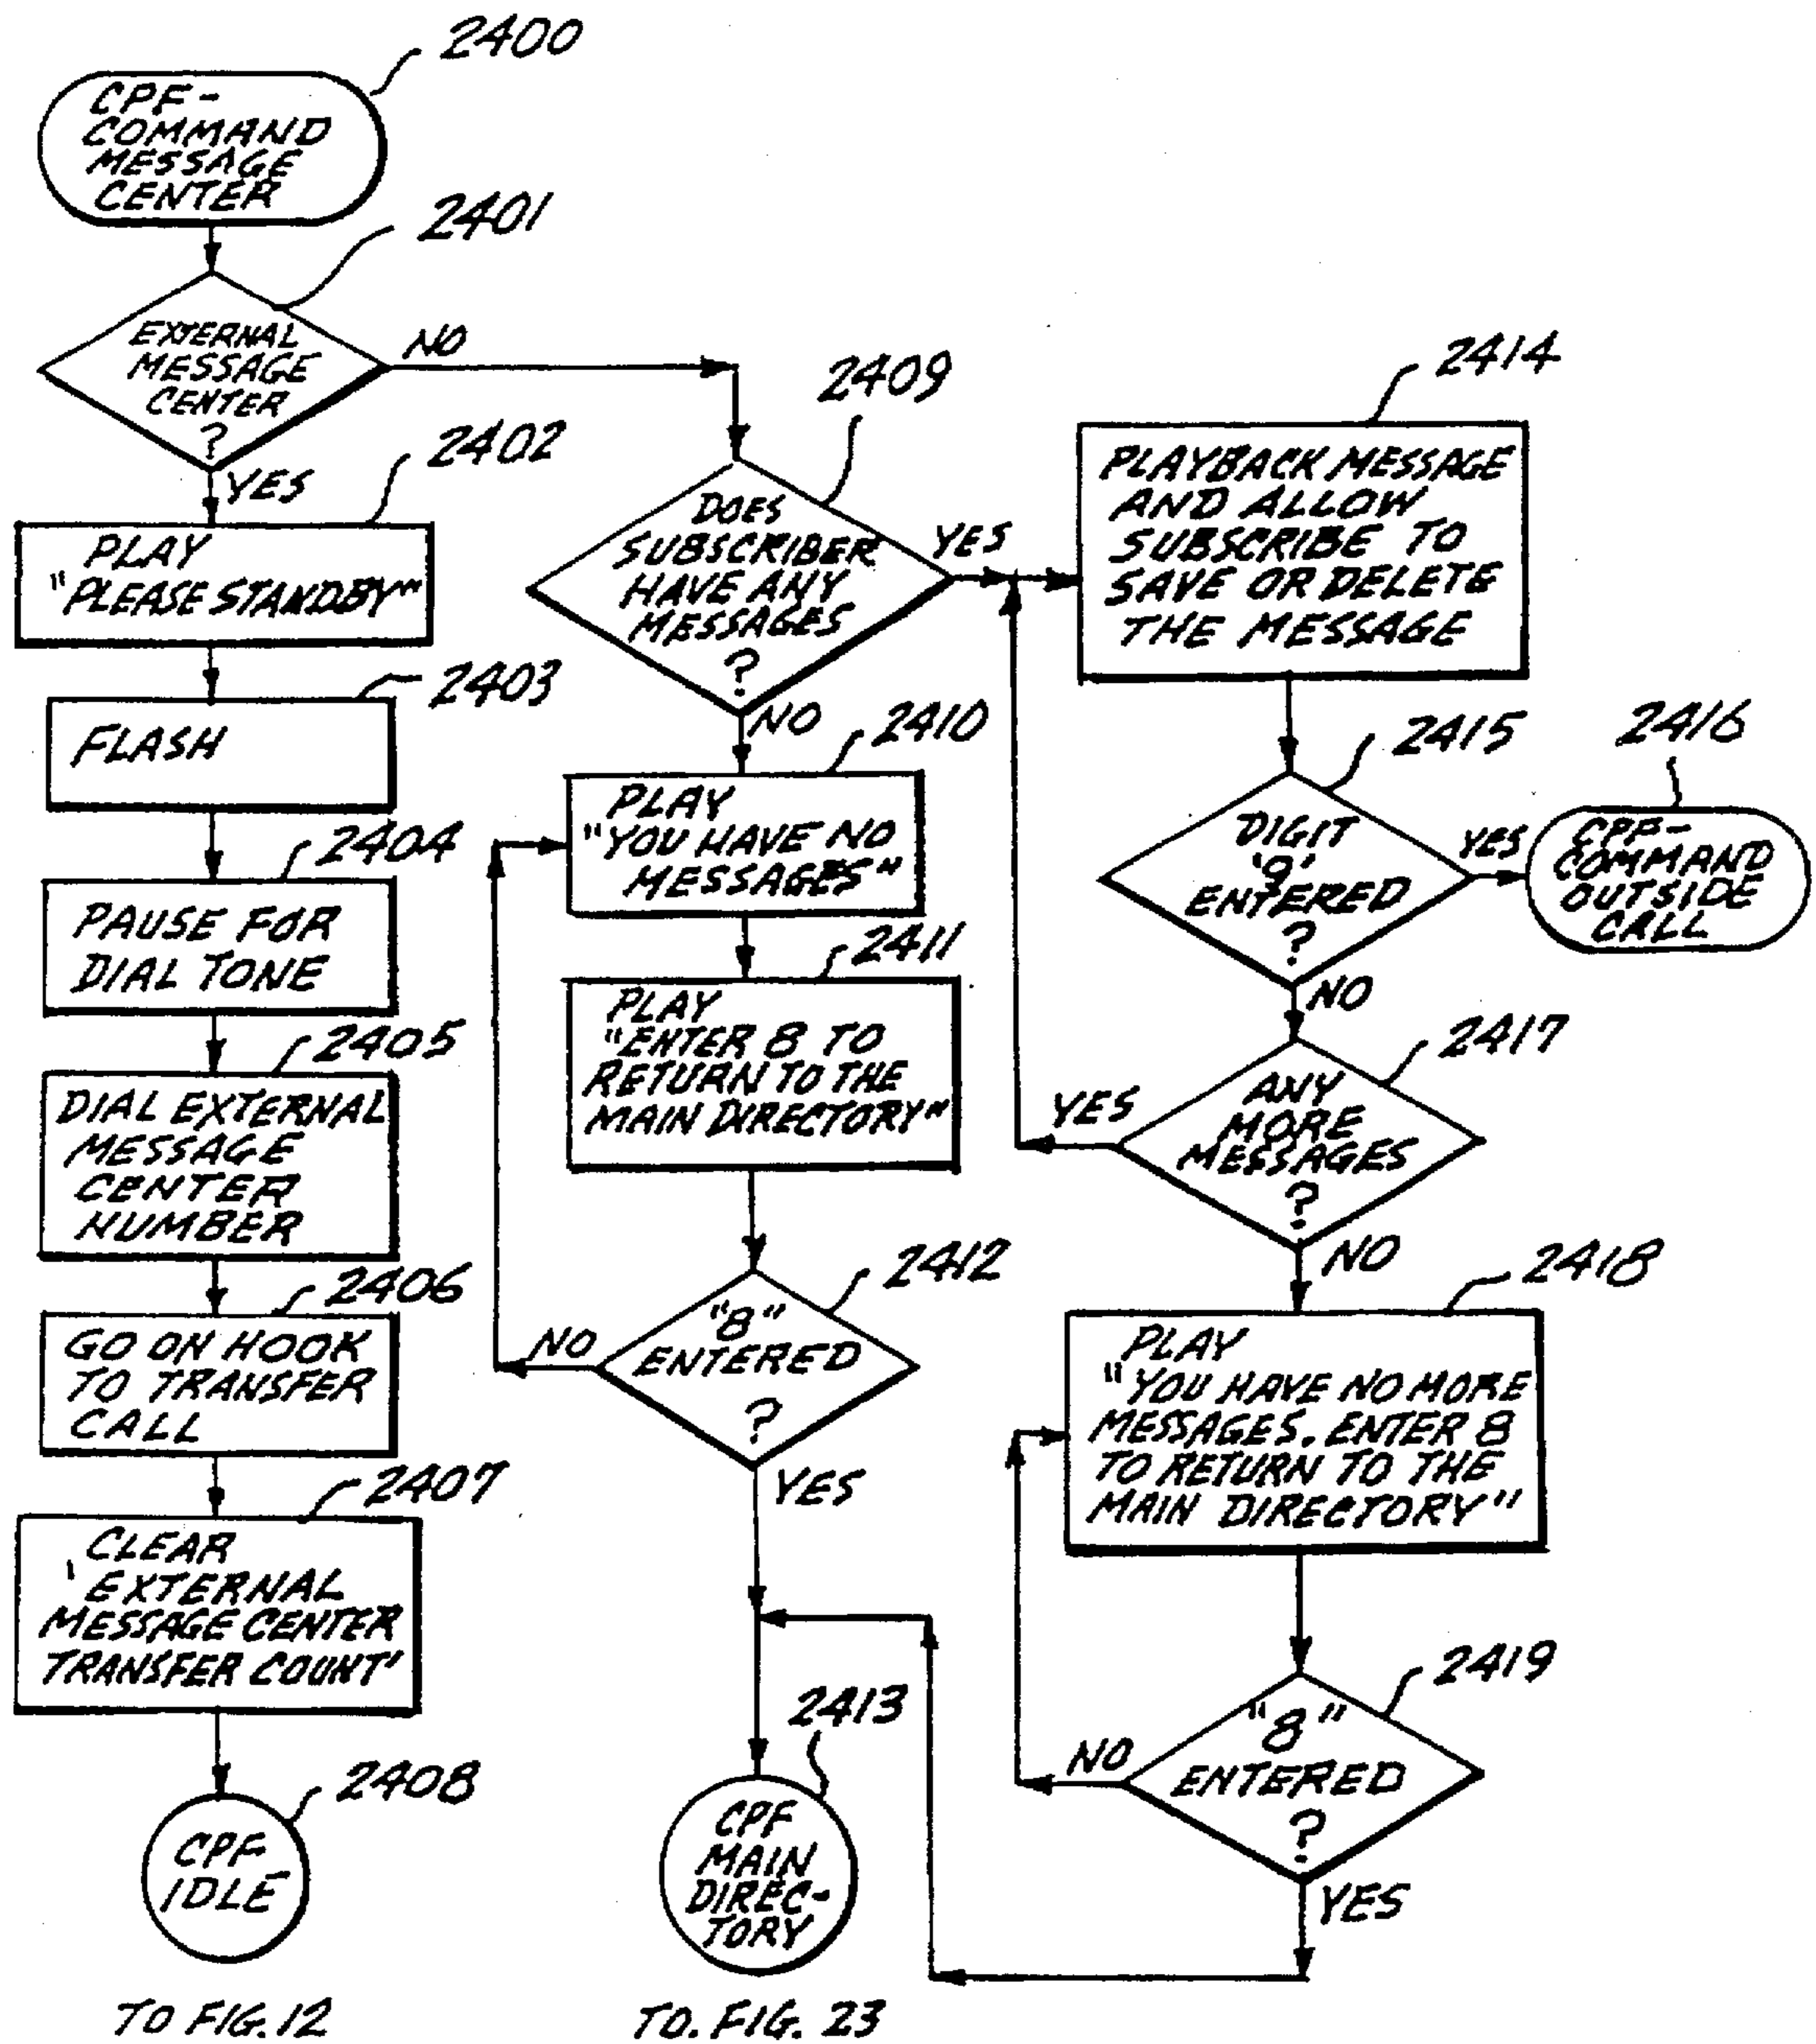 2400
CPF-
COMMAND
MESSAGE
CENTER
2401
EXTERNAL
MESSAGE
CENTER
?
NO
YES
2402
PLAY
"PLEASE STANDBY"
2403
FLASH
2404
PAUSE FOR
DIAL TONE
2405
DIAL EXTERNAL
MESSAGE
CENTER
NUMBER
2406
GO ON HOOK
TO TRANSFER
CALL
2407
CLEAR
'EXTERNAL
MESSAGE CENTER
TRANSFER COUNT'
2408
CPF
IDLE
TO FIG. 12
2409
DOES
SUBSCRIBER
HAVE ANY
MESSAGES
?
YES
NO
2410
PLAY
"YOU HAVE NO
MESSAGES"
2411
PLAY
"ENTER 8 TO
RETURN TO THE
MAIN DIRECTORY"
2412
"8"
ENTERED
?
NO
YES
2413
CPF
MAIN
DIREC-
TORY
TO. FIG. 23
2414
PLAYBACK MESSAGE
AND ALLOW
SUBSCRIBE TO
SAVE OR DELETE
THE MESSAGE
2415
DIGIT
'9'
ENTERED
?
YES
NO
2416
CPF-
COMMAND
OUTSIDE
CALL
2417
ANY
MORE
MESSAGES
?
YES
NO
2418
PLAY
"YOU HAVE NO MORE
MESSAGES. ENTER 8
TO RETURN TO THE
MAIN DIRECTORY"
2419
"8"
ENTERED
?
NO
YES